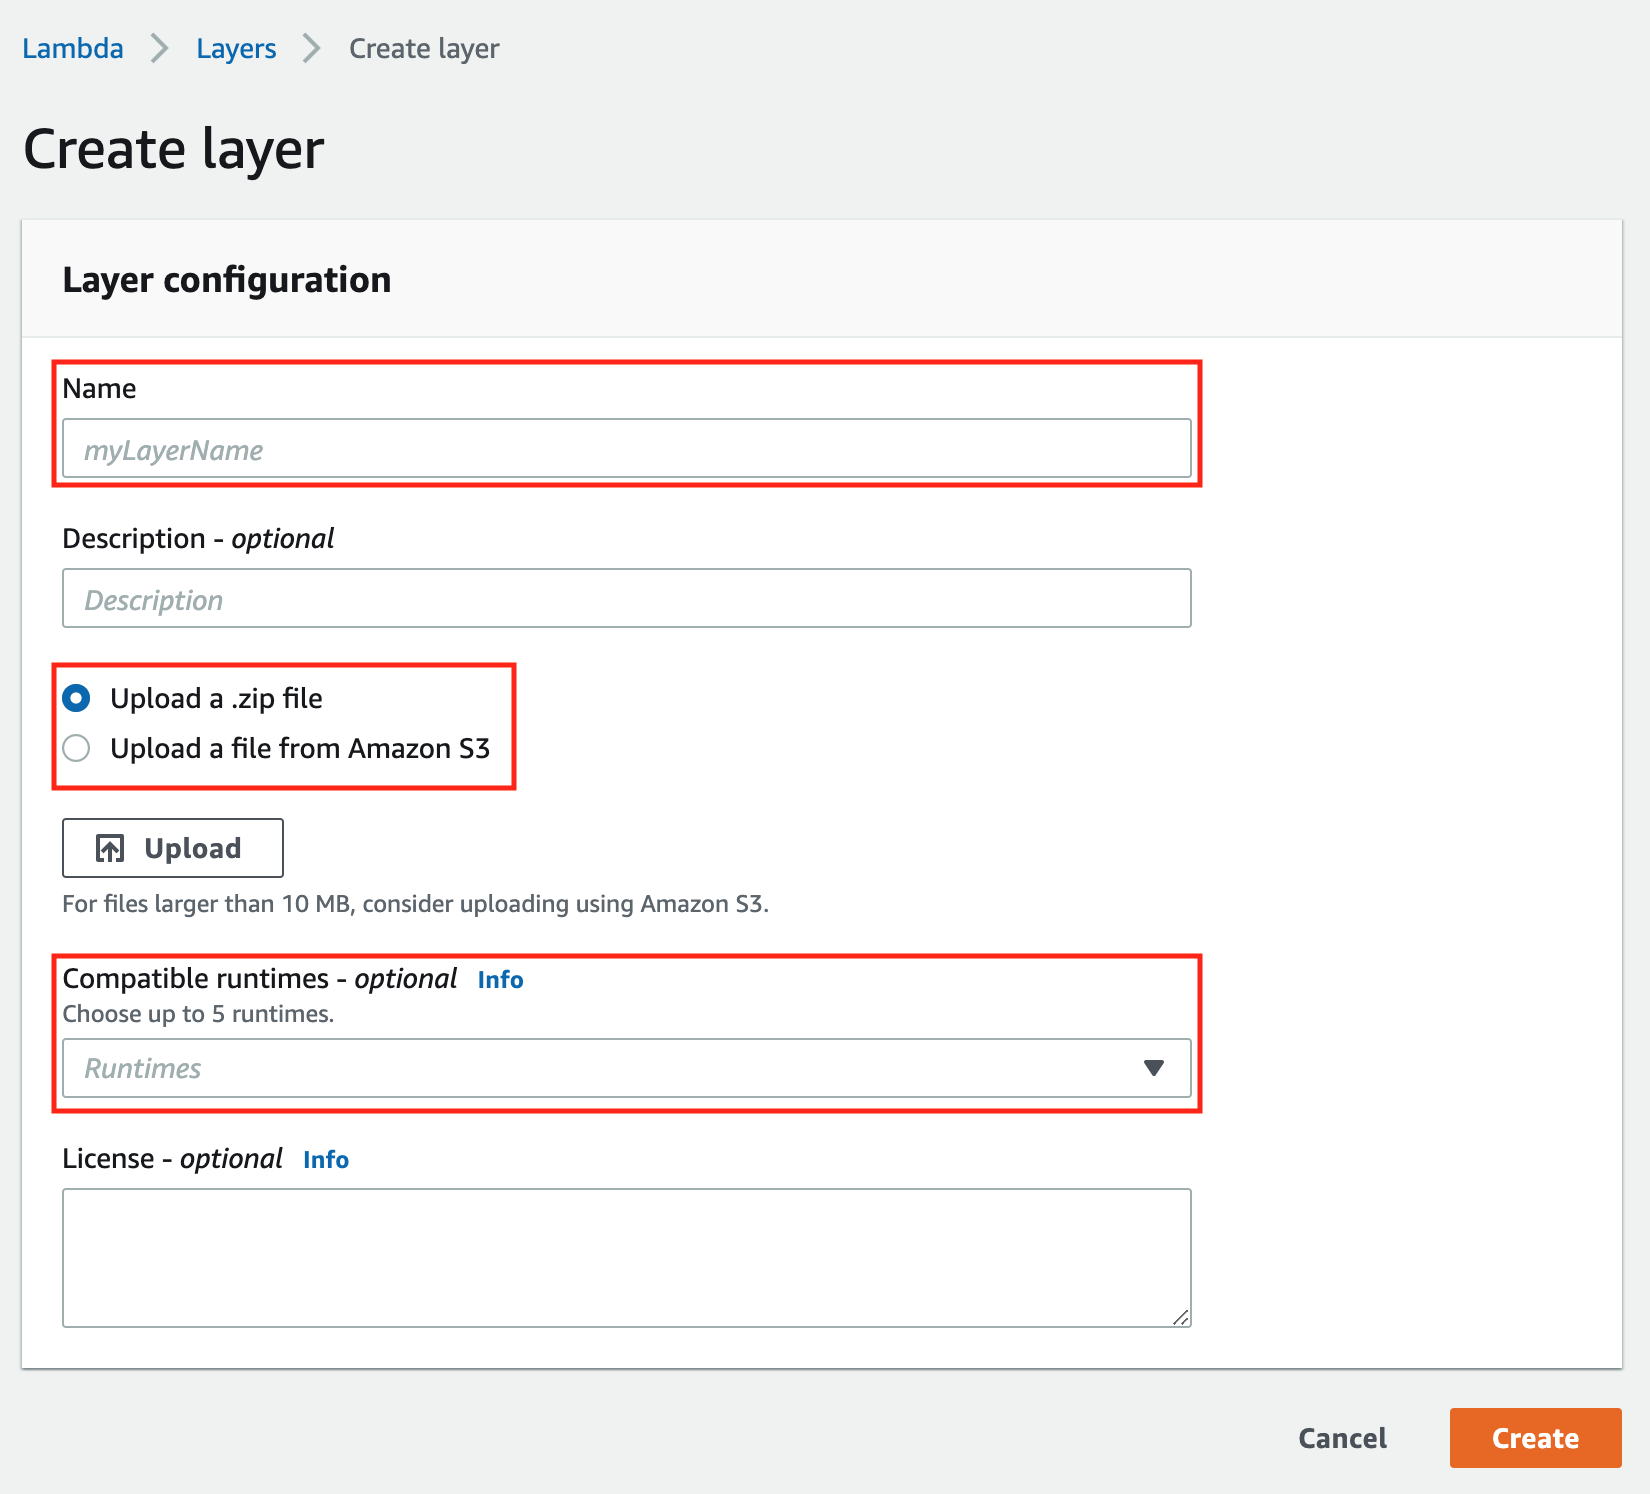 Lambda Layers Create layer
Create layer
Layer configuration
Name
myLayerName
Description - optional
Description
Upload a .zip file
Upload a file from Amazon S3
Upload
For files larger than 10 MB, consider uploading using Amazon S3.
Compatible runtimes - optional Info
Choose up to 5 runtimes.
Runtimes
License - optional Info
Cancel Create